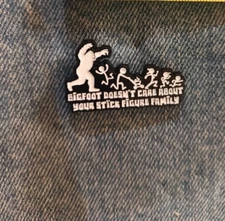 BIGFOOT DOESN'T CARE ABOUT
YOUR STICK FIGURE FAMILY